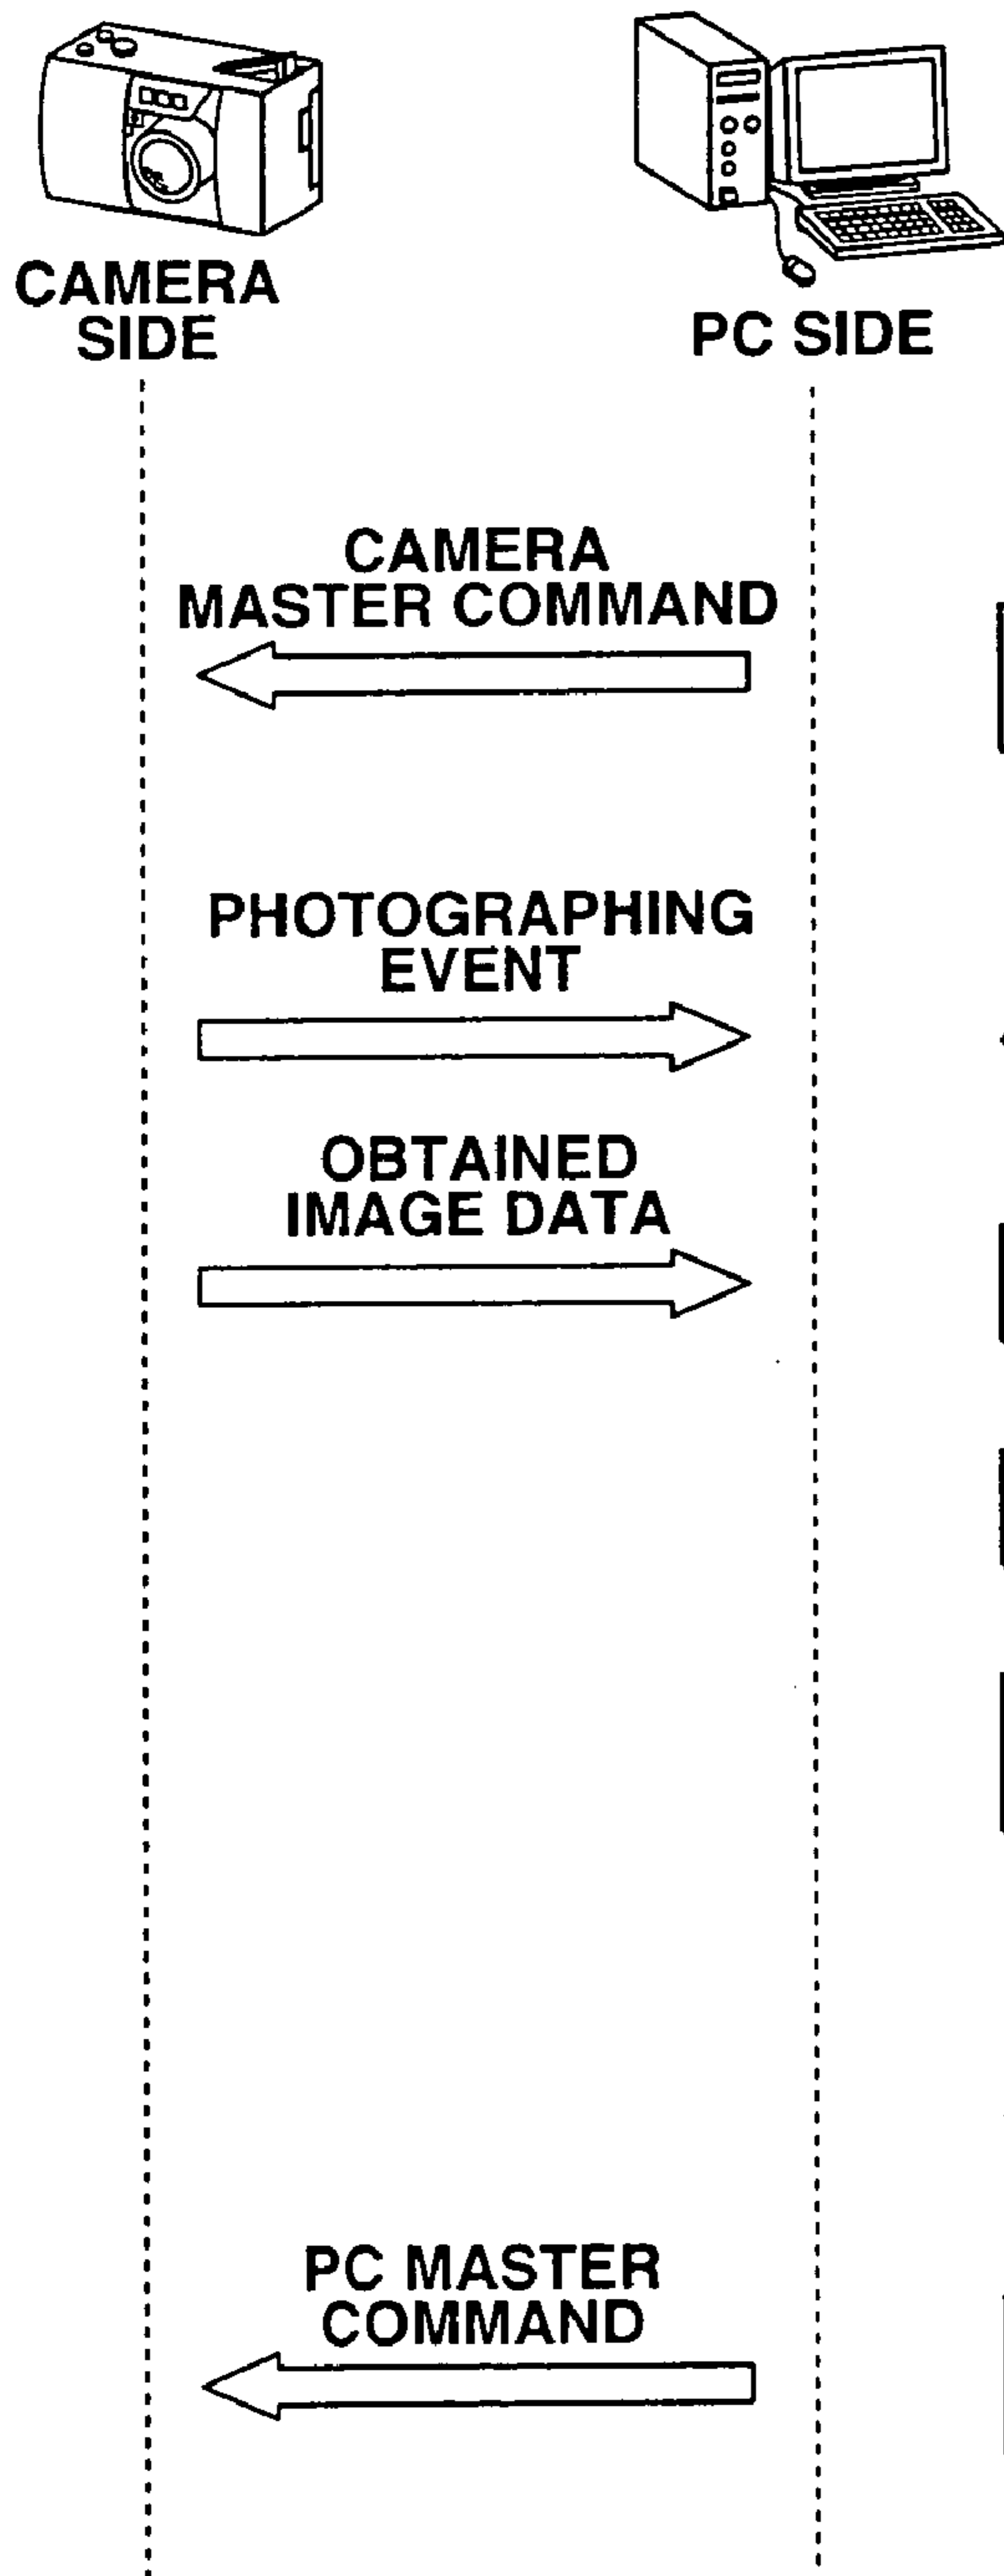 CAMERA
SIDE
PC SIDE
CAMERA
MASTER COMMAND
PHOTOGRAPHING
EVENT
OBTAINED
IMAGE DATA
PC MASTER
COMMAND